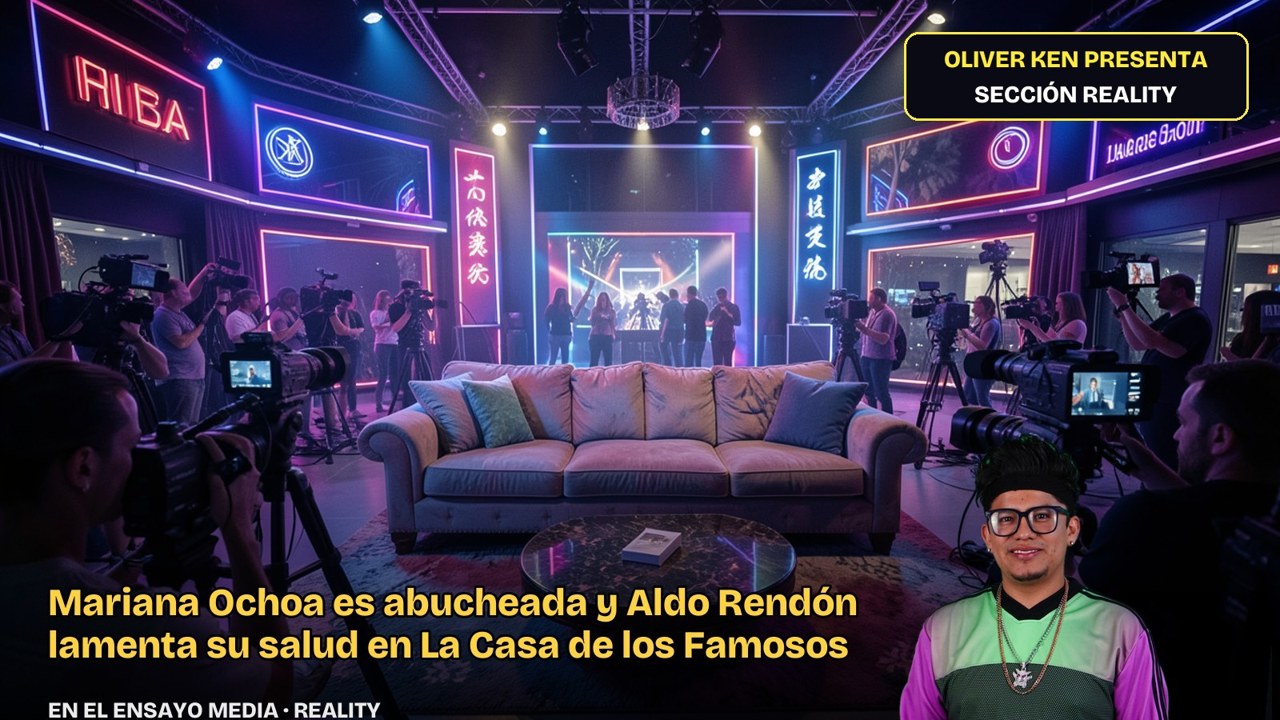 OLIVER KEN PRESENTA
SECCIÓN REALITY
Mariana Ochoa es abucheada y Aldo Rendón
lamenta su salud en La Casa de los Famosos
EN EL ENSAYO MEDIA · REALITY